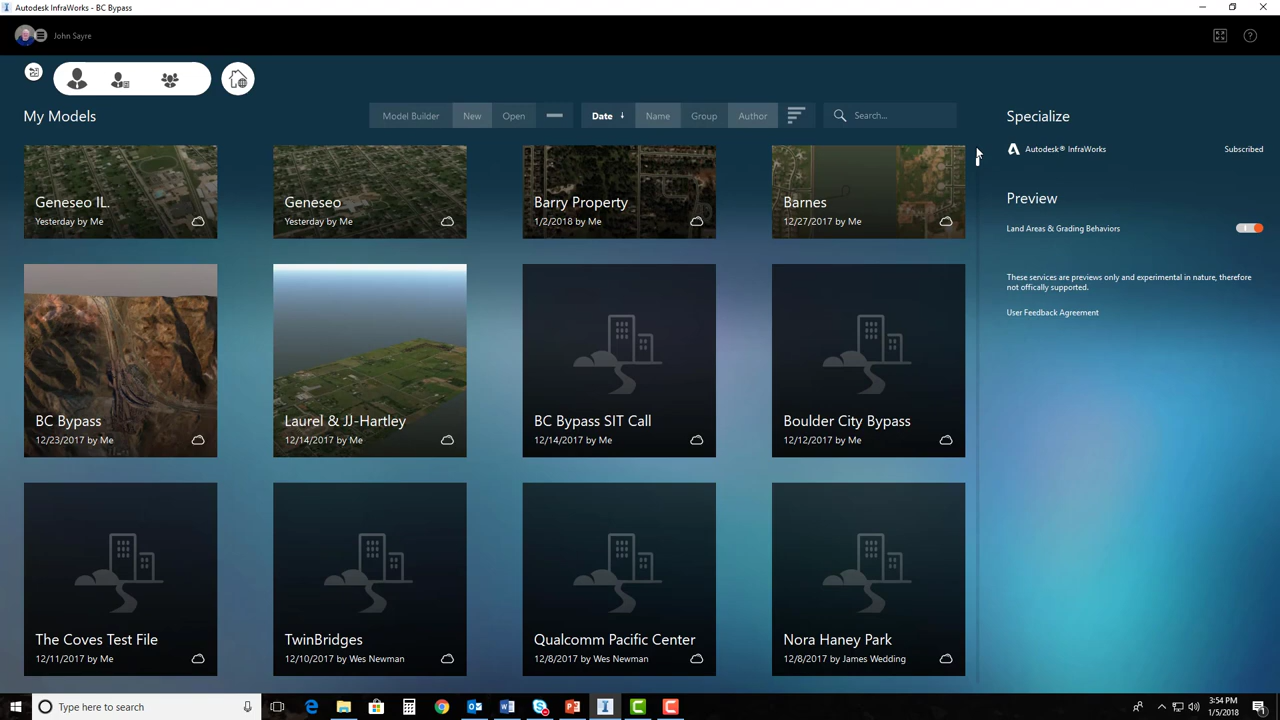 Autodesk InfraWorks - BC Bypass
John Sayre
My Models
Model Builder New Open Date ↓ Name Group Author Search...
Geneseo IL.
Yesterday by Me
Geneseo
Yesterday by Me
Barry Property
1/2/2018 by Me
Barnes
12/27/2017 by Me
BC Bypass
12/23/2017 by Me
Laurel & JJ-Hartley
12/14/2017 by Me
BC Bypass SIT Call
12/14/2017 by Me
Boulder City Bypass
12/12/2017 by Me
The Coves Test File
12/11/2017 by Me
TwinBridges
12/10/2017 by Wes Newman
Qualcomm Pacific Center
12/8/2017 by Wes Newman
Nora Haney Park
12/8/2017 by James Wedding
Specialize
Autodesk® InfraWorks Subscribed
Preview
Land Areas & Grading Behaviors
These services are previews only and experimental in nature, therefore
not offically supported.
User Feedback Agreement
Type here to search
3:54 PM
1/5/2018